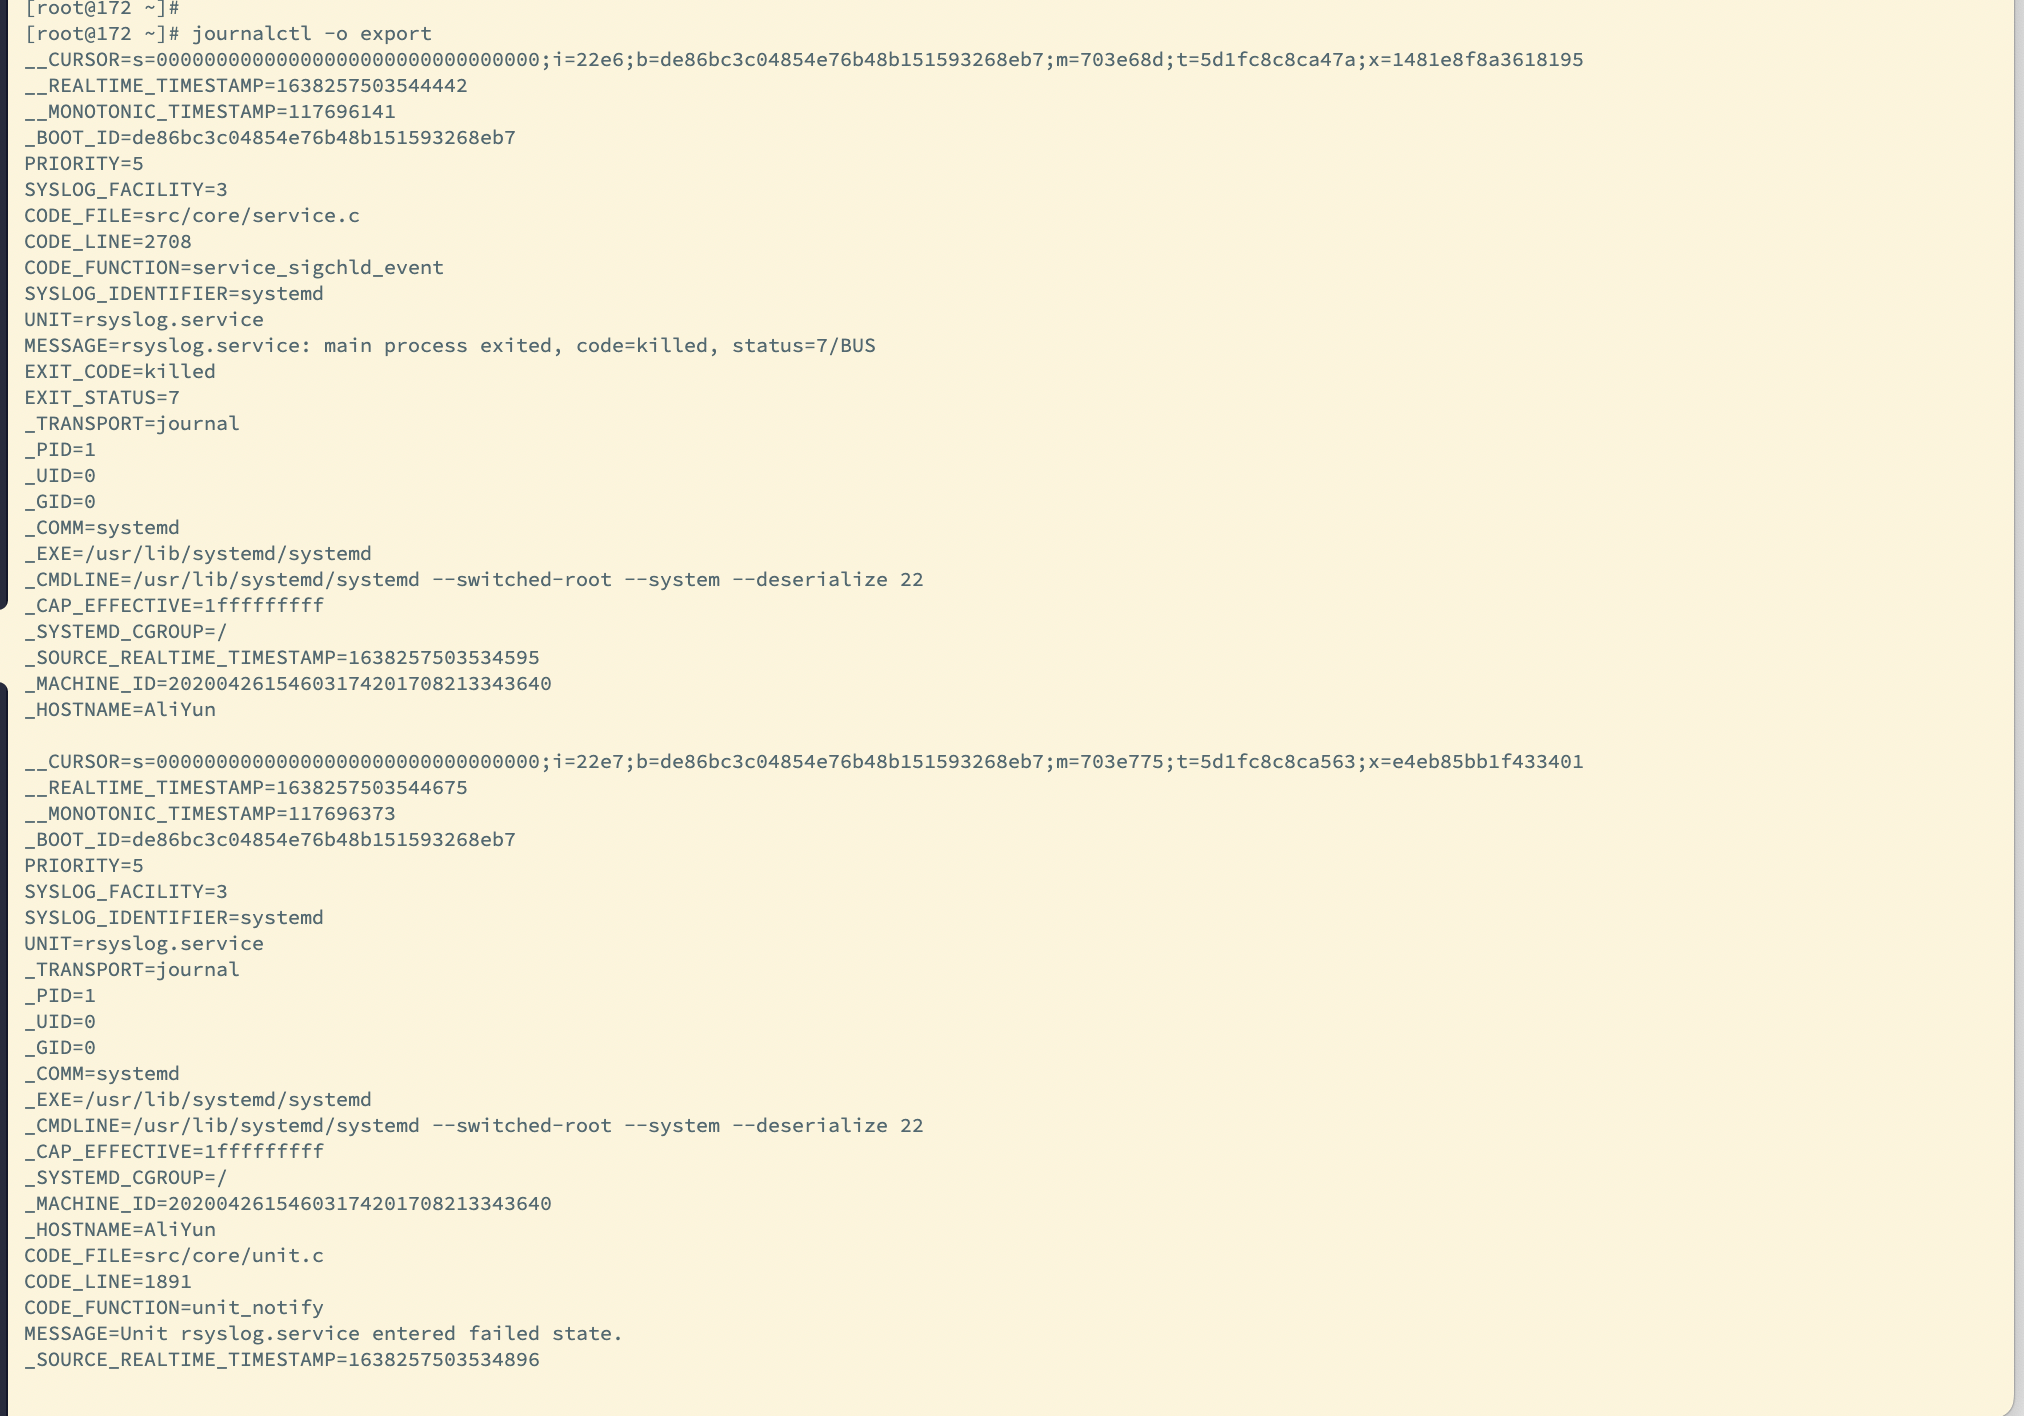 [root@172 ~]#
[root@172 ~]# journalctl -o export
__CURSOR=s=00000000000000000000000000000000;i=22e6;b=de86bc3c04854e76b48b151593268eb7;m=703e68d;t=5d1fc8c8ca47a;x=1481e8f8a3618195
__REALTIME_TIMESTAMP=1638257503544442
__MONOTONIC_TIMESTAMP=117696141
_BOOT_ID=de86bc3c04854e76b48b151593268eb7
PRIORITY=5
SYSLOG_FACILITY=3
CODE_FILE=src/core/service.c
CODE_LINE=2708
CODE_FUNCTION=service_sigchld_event
SYSLOG_IDENTIFIER=systemd
UNIT=rsyslog.service
MESSAGE=rsyslog.service: main process exited, code=killed, status=7/BUS
EXIT_CODE=killed
EXIT_STATUS=7
_TRANSPORT=journal
_PID=1
_UID=0
_GID=0
_COMM=systemd
_EXE=/usr/lib/systemd/systemd
_CMDLINE=/usr/lib/systemd/systemd --switched-root --system --deserialize 22
_CAP_EFFECTIVE=1fffffffff
_SYSTEMD_CGROUP=/
_SOURCE_REALTIME_TIMESTAMP=1638257503534595
_MACHINE_ID=20200426154603174201708213343640
_HOSTNAME=AliYun
__CURSOR=s=00000000000000000000000000000000;i=22e7;b=de86bc3c04854e76b48b151593268eb7;m=703e775;t=5d1fc8c8ca563;x=e4eb85bb1f433401
__REALTIME_TIMESTAMP=1638257503544675
__MONOTONIC_TIMESTAMP=117696373
_BOOT_ID=de86bc3c04854e76b48b151593268eb7
PRIORITY=5
SYSLOG_FACILITY=3
SYSLOG_IDENTIFIER=systemd
UNIT=rsyslog.service
_TRANSPORT=journal
_PID=1
_UID=0
_GID=0
_COMM=systemd
_EXE=/usr/lib/systemd/systemd
_CMDLINE=/usr/lib/systemd/systemd --switched-root --system --deserialize 22
_CAP_EFFECTIVE=1fffffffff
_SYSTEMD_CGROUP=/
_MACHINE_ID=20200426154603174201708213343640
_HOSTNAME=AliYun
CODE_FILE=src/core/unit.c
CODE_LINE=1891
CODE_FUNCTION=unit_notify
MESSAGE=Unit rsyslog.service entered failed state.
_SOURCE_REALTIME_TIMESTAMP=1638257503534896